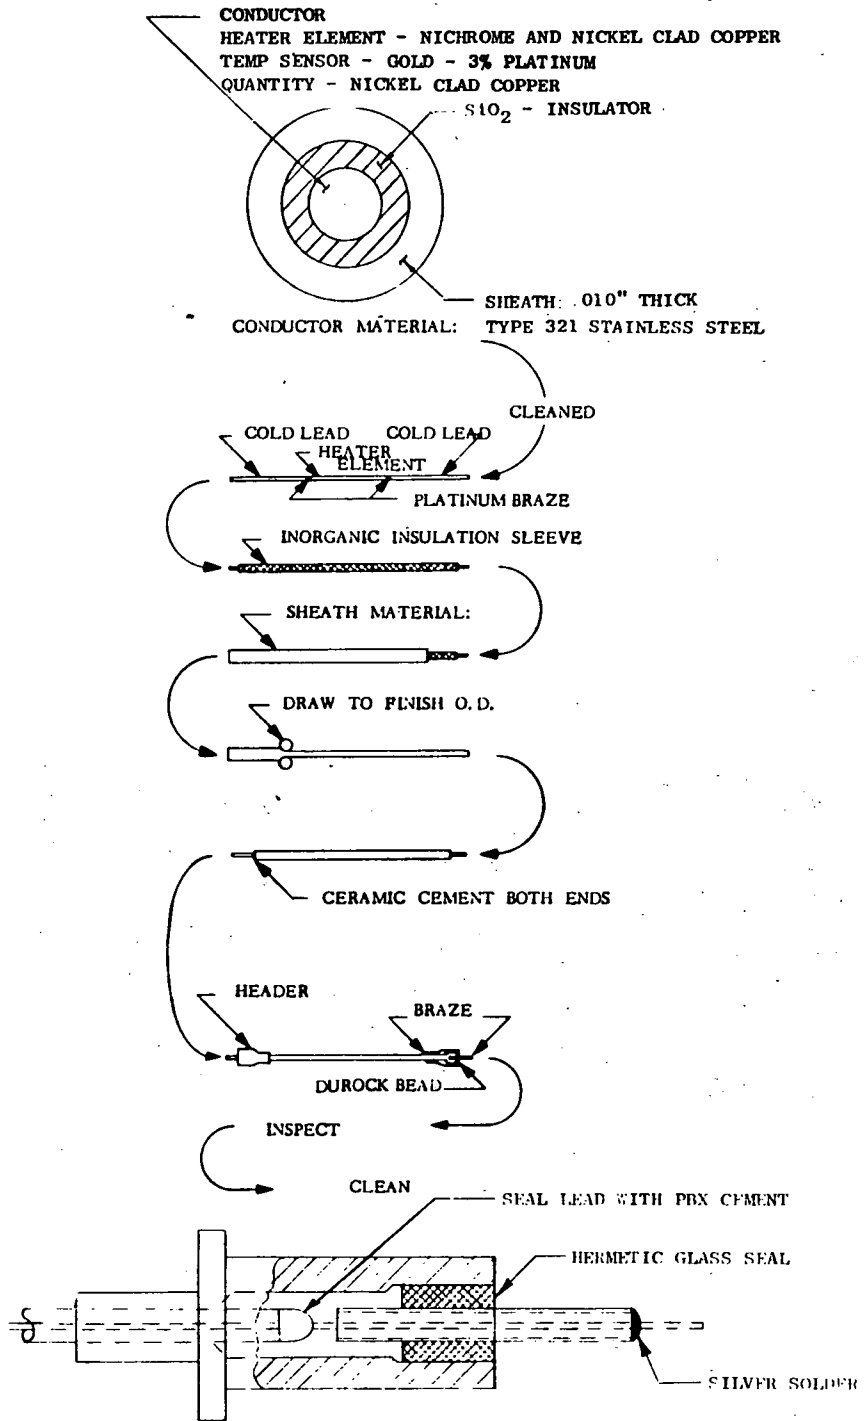 CONDUCTOR
HEATER ELEMENT - NICHROME AND NICKEL CLAD COPPER
TEMP SENSOR - GOLD - 3% PLATINUM
QUANTITY - NICKEL CLAD COPPER
SiO2 - INSULATOR
SHEATH: .010" THICK
CONDUCTOR MATERIAL: TYPE 321 STAINLESS STEEL
CLEANED
COLD LEAD COLD LEAD
HEATER
ELEMENT
PLATINUM BRAZE
INORGANIC INSULATION SLEEVE
SHEATH MATERIAL:
DRAW TO FINISH O.D.
CERAMIC CEMENT BOTH ENDS
HEADER
BRAZE
DUROCK BEAD
INSPECT
CLEAN
SEAL LEAD WITH PBX CEMENT
HERMETIC GLASS SEAL
SILVER SOLDER